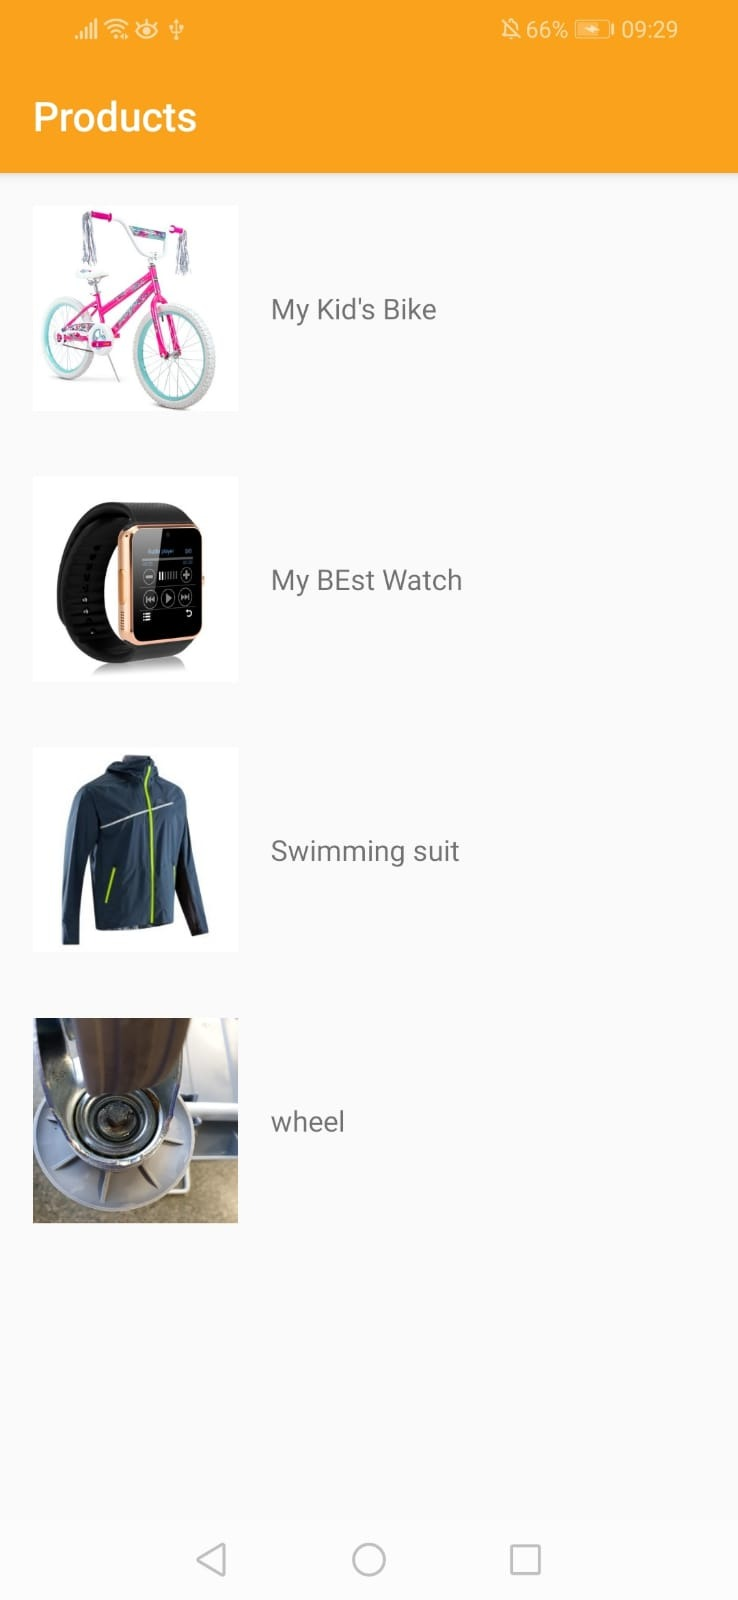 66% 09:29
Products
My Kid's Bike
My BEst Watch
Swimming suit
wheel